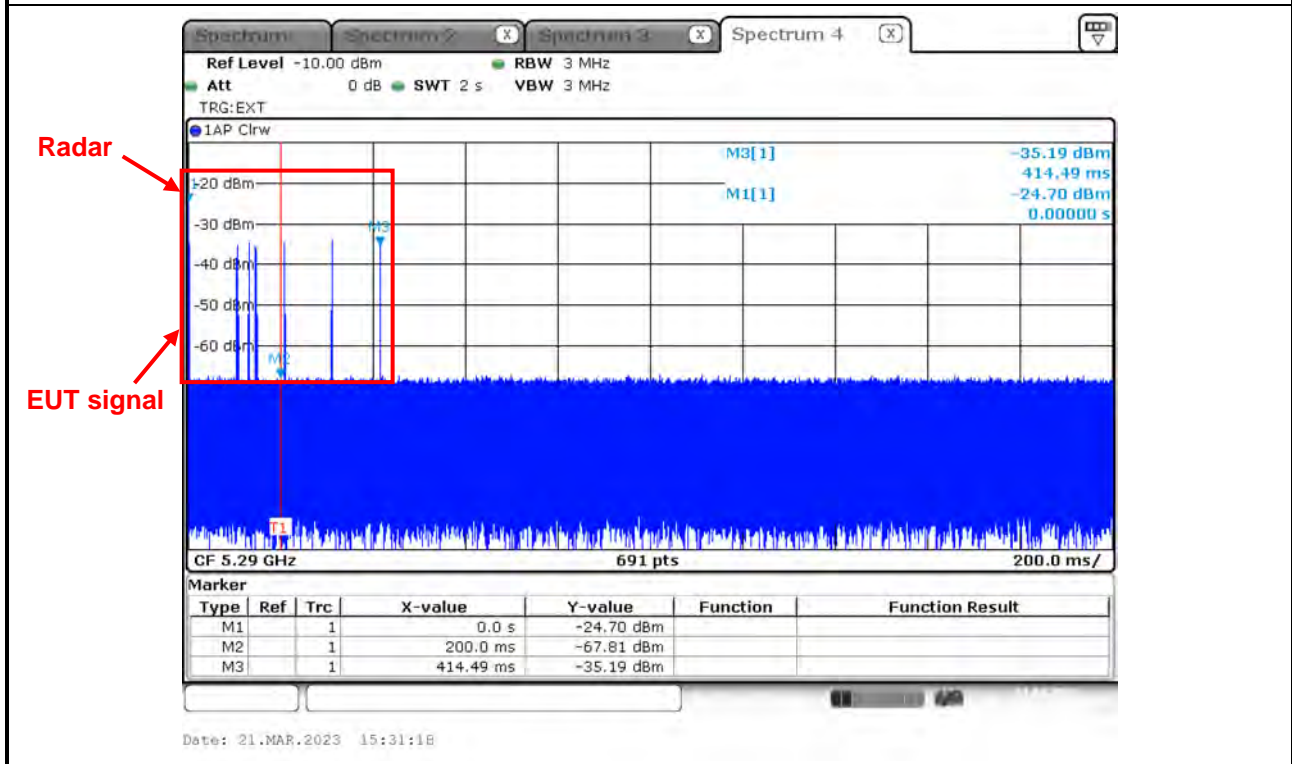 Spectrum Spectrum 2 X Spectrum 3 X Spectrum 4 X
Ref Level -10.00 dBm RBW 3 MHz
Att 0 dB SWT 2 s VBW 3 MHz
TRG:EXT
1AP Clrw
Radar
M3[1] -35.19 dBm
414.49 ms
-20 dBm
M1[1] -24.70 dBm
0.00000 s
-30 dBm
M3
-40 dBm
-50 dBm
-60 dBm
M2
EUT signal
T1
CF 5.29 GHz 691 pts 200.0 ms/
Marker
Type Ref Trc X-value Y-value Function Function Result
M1 1 0.0 s -24.70 dBm
M2 1 200.0 ms -67.81 dBm
M3 1 414.49 ms -35.19 dBm
Date: 21.MAR.2023 15:31:18